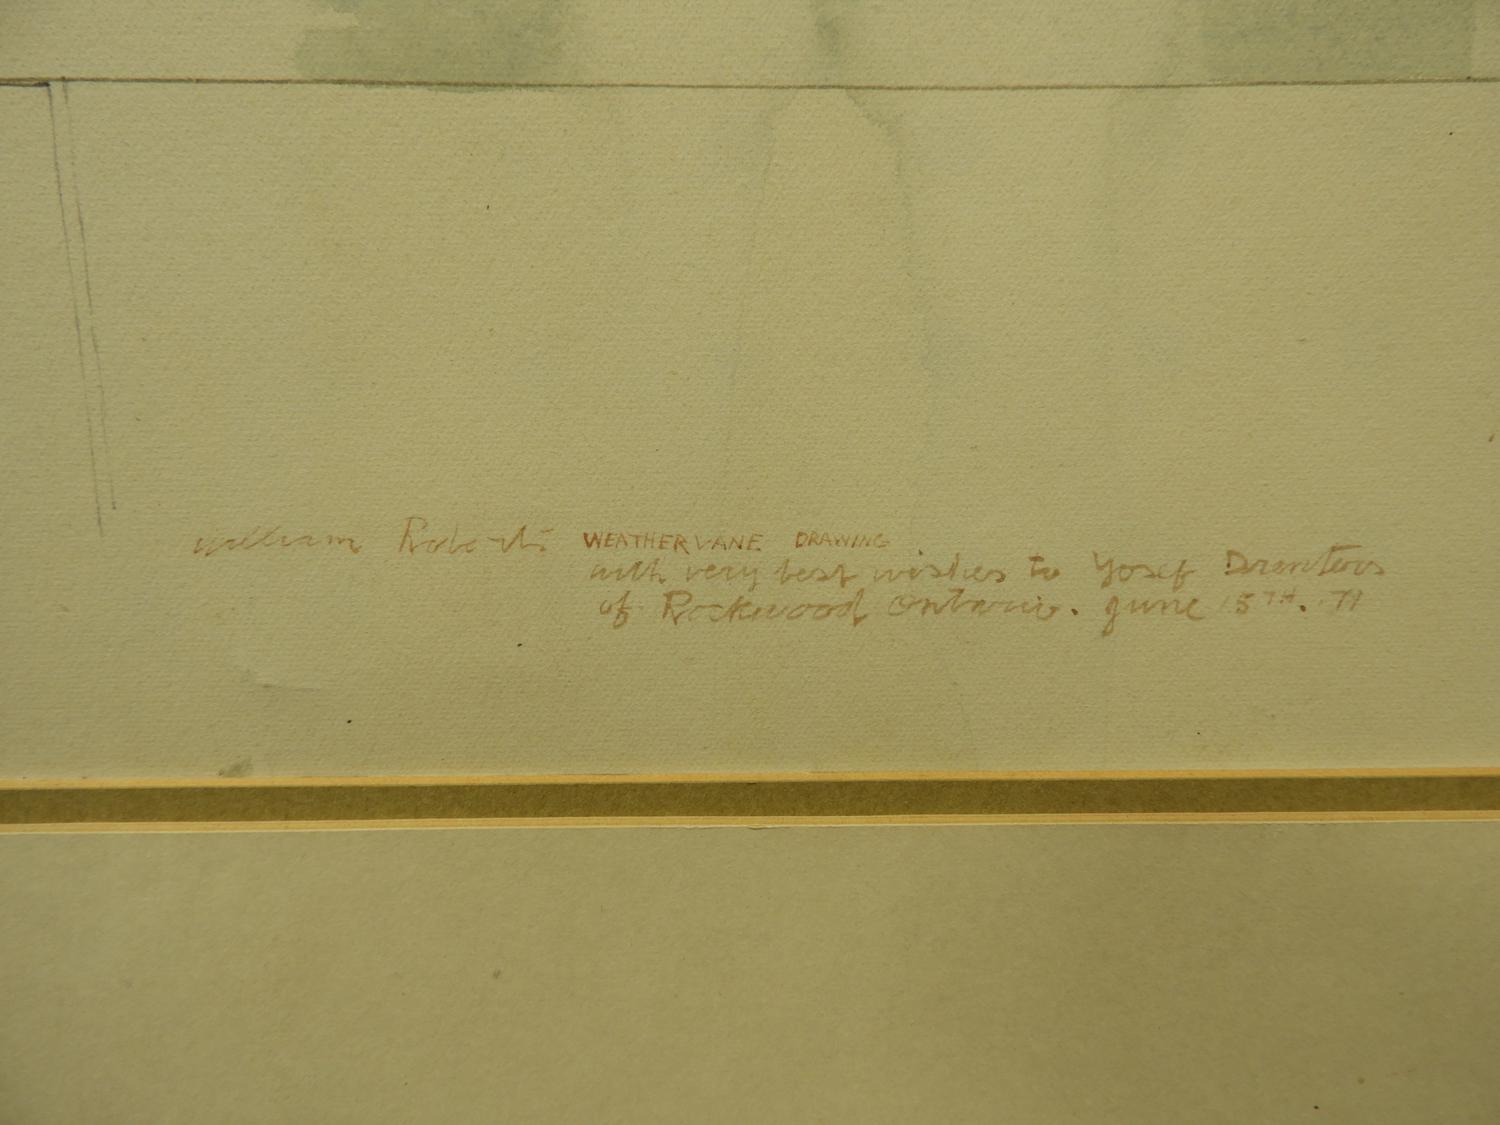 William Roberts WEATHERVANE DRAWING
with very best wishes to Yosef Drenters
of Rockwood Ontario. June 15TH. 71